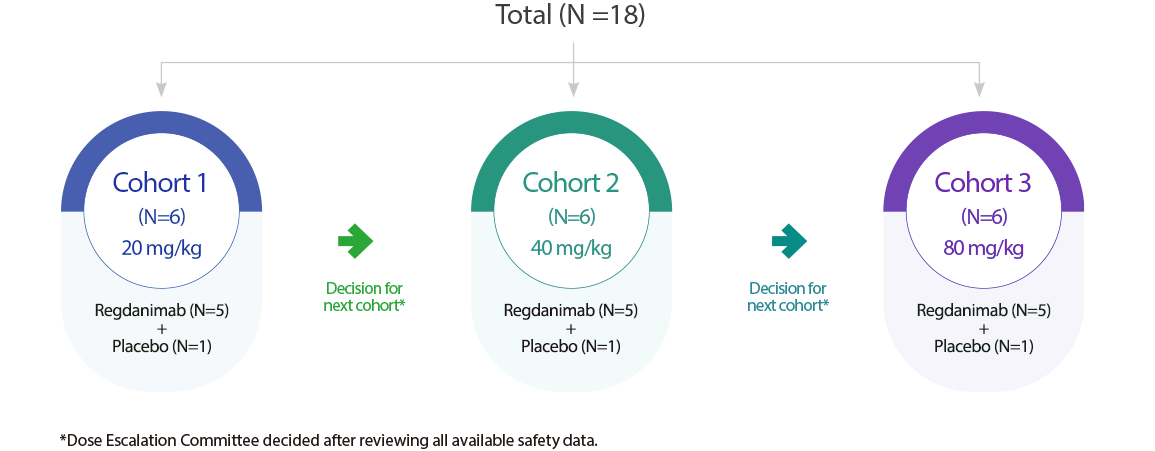 Total (N =18)
Cohort 1
(N=6)
20 mg/kg
Regdanimab (N=5)
+
Placebo (N=1)
Decision for
next cohort*
Cohort 2
(N=6)
40 mg/kg
Regdanimab (N=5)
+
Placebo (N=1)
Decision for
next cohort*
Cohort 3
(N=6)
80 mg/kg
Regdanimab (N=5)
+
Placebo (N=1)
*Dose Escalation Committee decided after reviewing all available safety data.